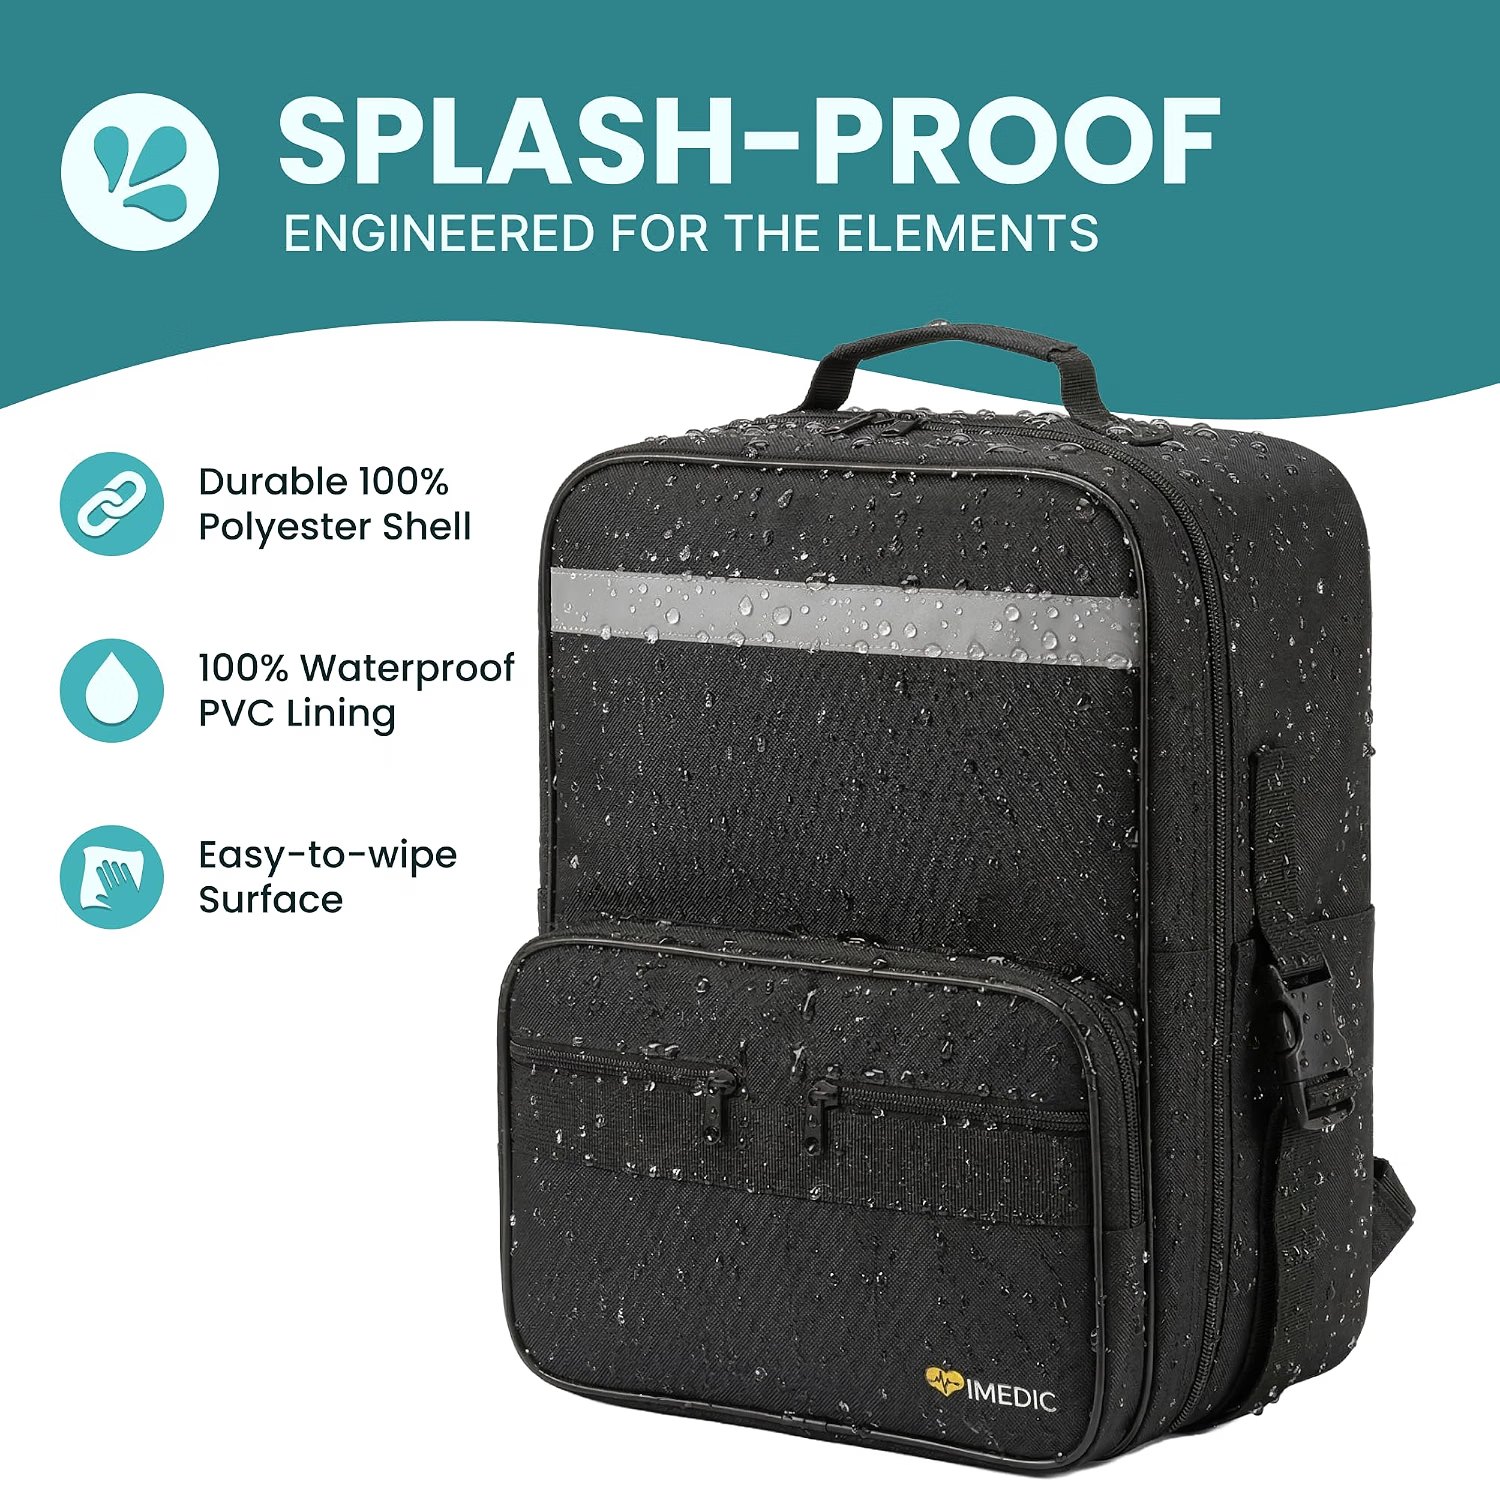 SPLASH-PROOF
ENGINEERED FOR THE ELEMENTS
Durable 100%
Polyester Shell
100% Waterproof
PVC Lining
Easy-to-wipe
Surface
IMEDIC